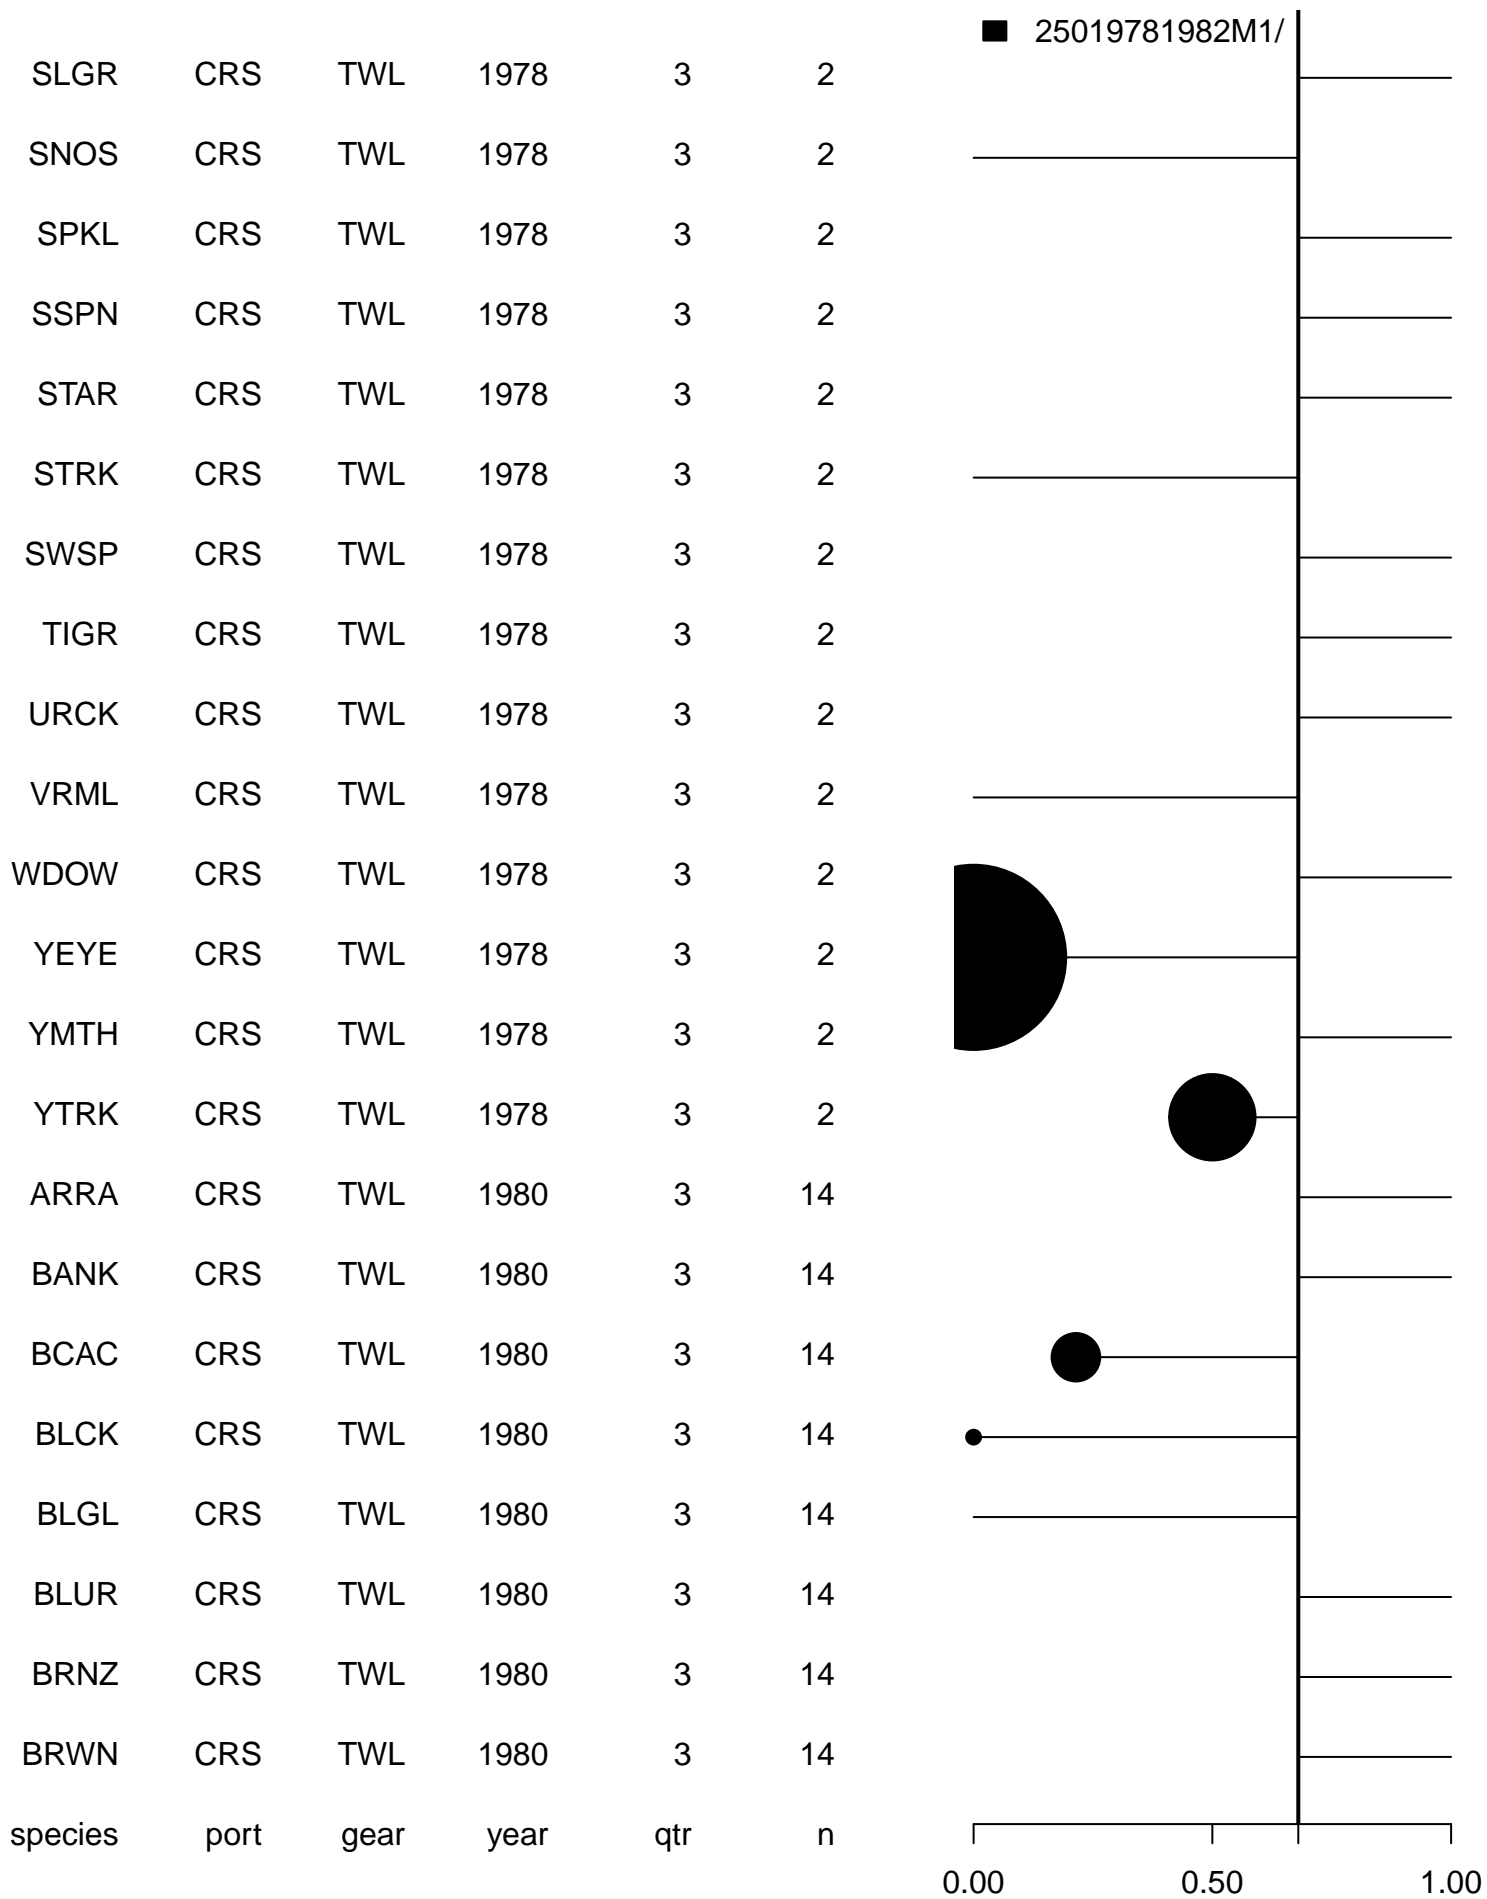 25019781982M1/
SLGR CRS TWL 1978 3 2
SNOS CRS TWL 1978 3 2
SPKL CRS TWL 1978 3 2
SSPN CRS TWL 1978 3 2
STAR CRS TWL 1978 3 2
STRK CRS TWL 1978 3 2
SWSP CRS TWL 1978 3 2
TIGR CRS TWL 1978 3 2
URCK CRS TWL 1978 3 2
VRML CRS TWL 1978 3 2
WDOW CRS TWL 1978 3 2
YEYE CRS TWL 1978 3 2
YMTH CRS TWL 1978 3 2
YTRK CRS TWL 1978 3 2
ARRA CRS TWL 1980 3 14
BANK CRS TWL 1980 3 14
BCAC CRS TWL 1980 3 14
BLCK CRS TWL 1980 3 14
BLGL CRS TWL 1980 3 14
BLUR CRS TWL 1980 3 14
BRNZ CRS TWL 1980 3 14
BRWN CRS TWL 1980 3 14
species port gear year qtr n
0.00 0.50 1.00